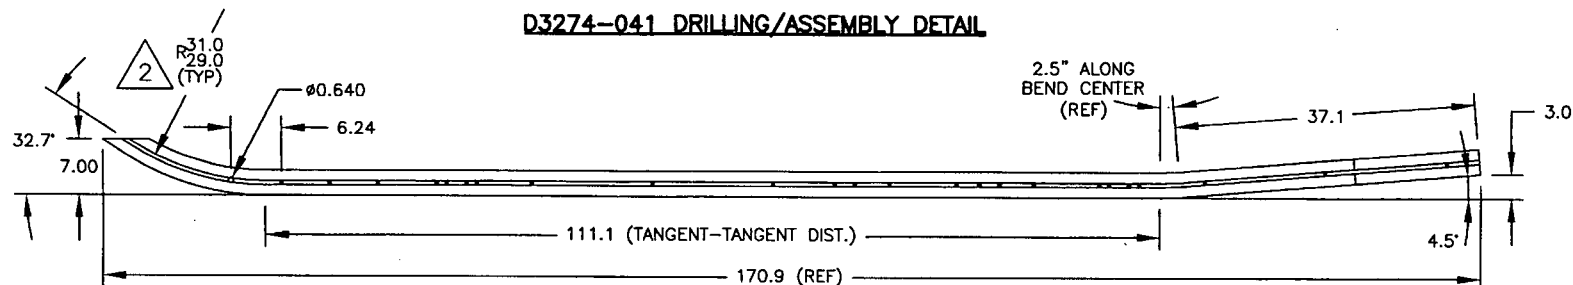 D3274-041 DRILLING/ASSEMBLY DETAIL
2
R31.0
29.0
(TYP)
Ø0.640
2.5" ALONG
BEND CENTER
(REF)
6.24
37.1
3.0
32.7°
7.00
111.1 (TANGENT-TANGENT DIST.)
4.5°
170.9 (REF)